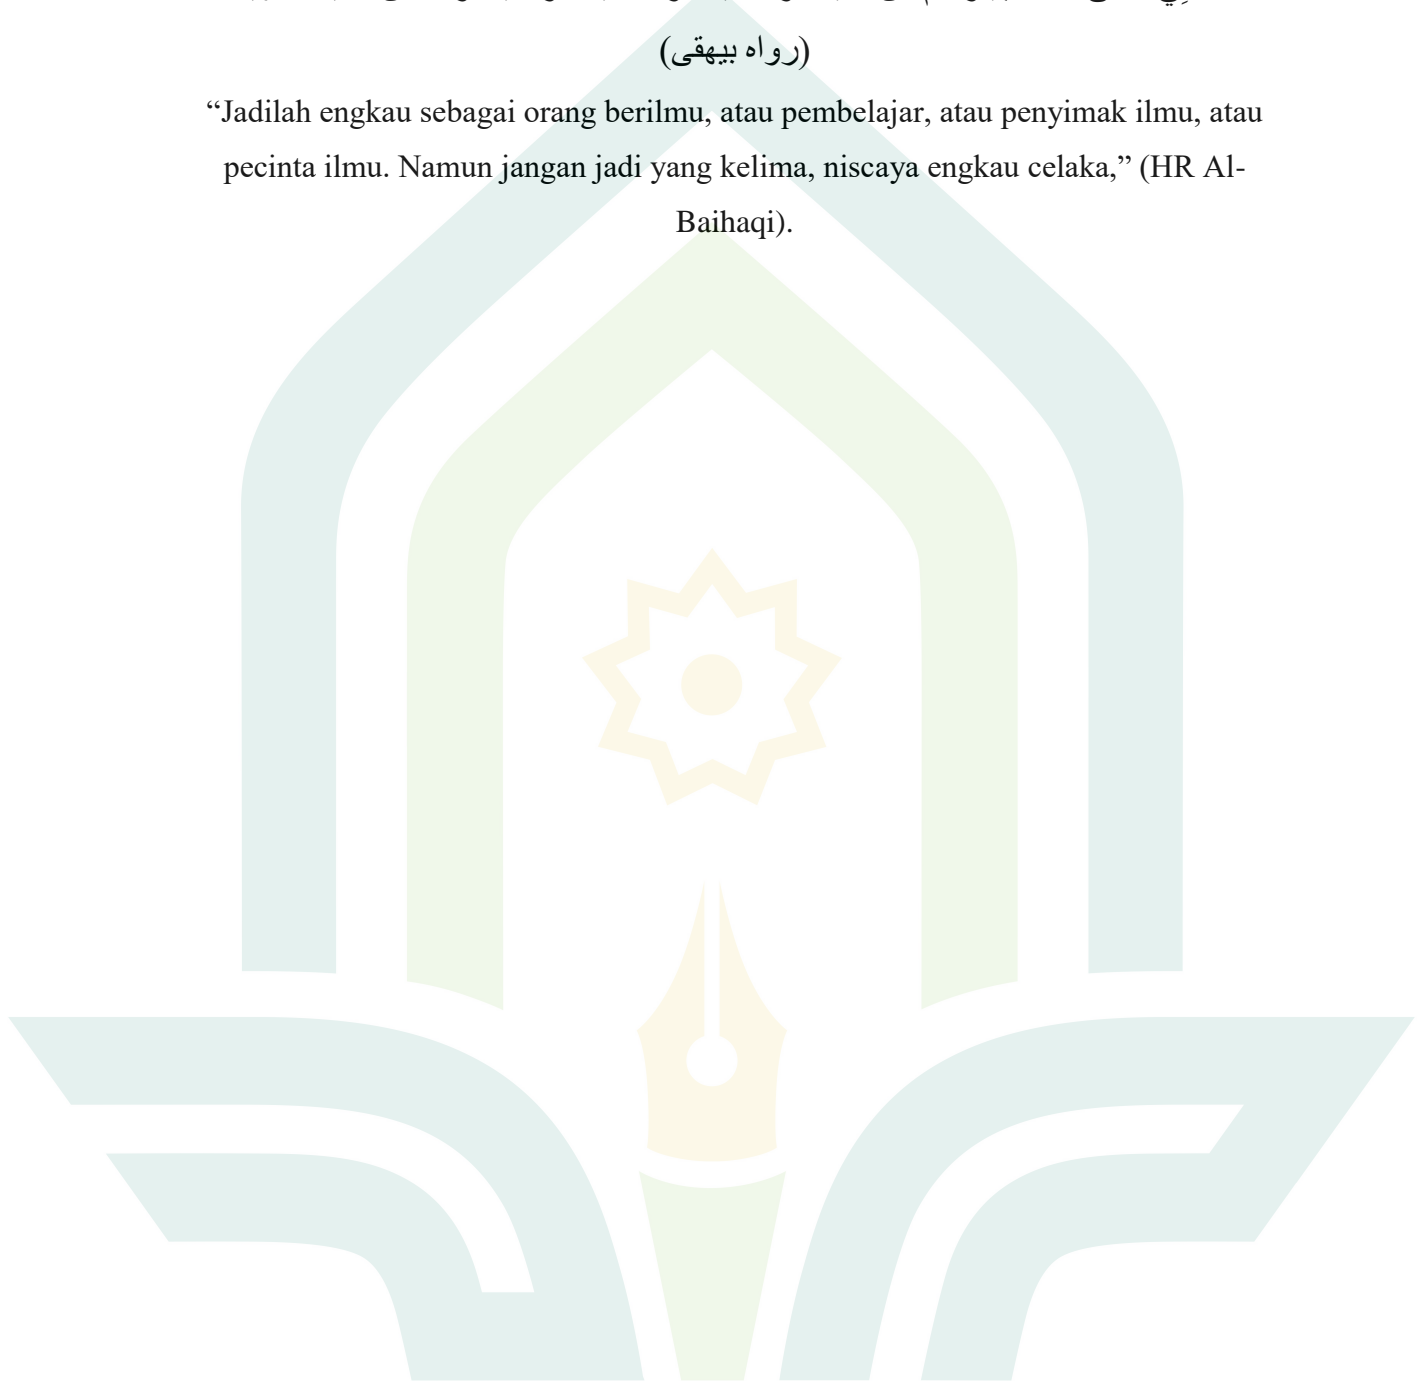 (رواه بيهقى)
“Jadilah engkau sebagai orang berilmu, atau pembelajar, atau penyimak ilmu, atau
pecinta ilmu. Namun jangan jadi yang kelima, niscaya engkau celaka,” (HR Al-
Baihaqi).